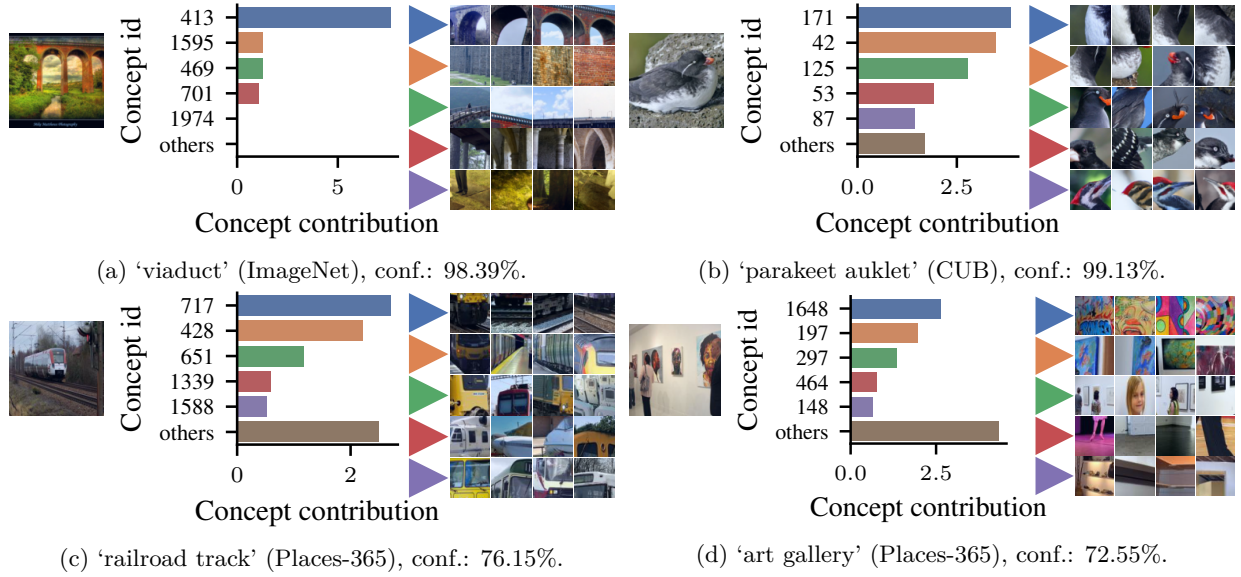 413
1595
469
701
1974
others
Concept id
0 5
Concept contribution
(a) ‘viaduct’ (ImageNet), conf.: 98.39%.
171
42
125
53
87
others
Concept id
0.0 2.5
Concept contribution
(b) ‘parakeet auklet’ (CUB), conf.: 99.13%.
717
428
651
1339
1588
others
Concept id
0 2
Concept contribution
(c) ‘railroad track’ (Places-365), conf.: 76.15%.
1648
197
297
464
148
others
Concept id
0.0 2.5
Concept contribution
(d) ‘art gallery’ (Places-365), conf.: 72.55%.